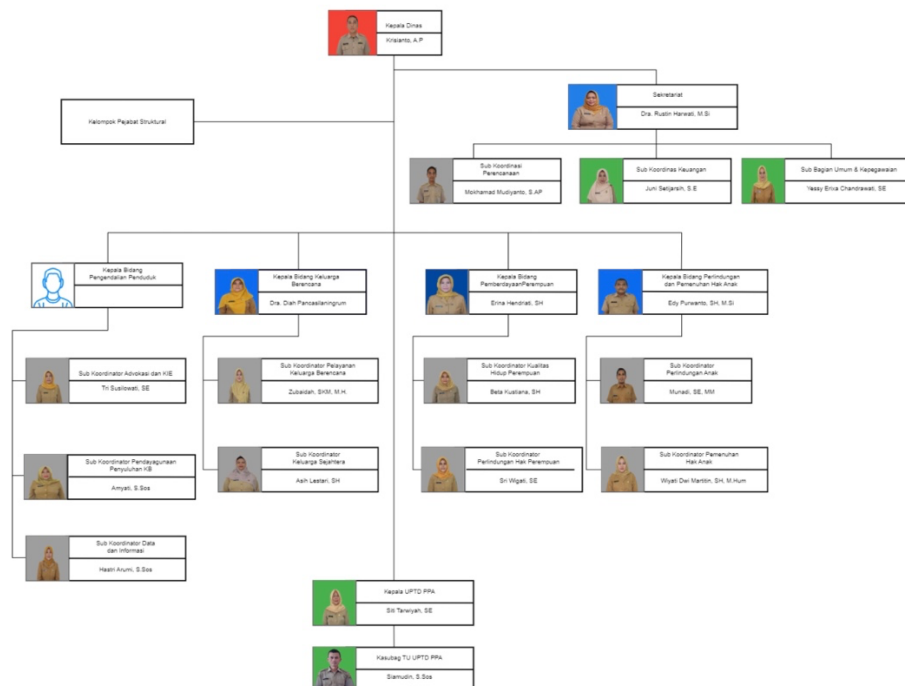 Kepala Dinas
Krisianto, A.P
Sekretariat
Dra. Rustin Harwati, M.Si
Kelompok Pejabat Struktural
Sub Koordinasi
Perencanaan
Mokhamad Mudiyanto, S.AP
Sub Koordinas Keuangan
Juni Setijarsih, S.E
Sub Bagian Umum & Kepegawaian
Yessy Eriva Chandrawati, SE
Kepala Bidang
Pengendalian Penduduk
Kepala Bidang Keluarga
Berencana
Dra. Diah Pancasilaningrum
Kepala Bidang
PemberdayaanPerempuan
Erina Hendriati, SH
Kepala Bidang Perlindungan
dan Pemenuhan Hak Anak
Edy Purwanto, SH, M.Si
Sub Koordinator Advokasi dan KIE
Tri Susilowati, SE
Sub Koordinator Pelayanan
Keluarga Berencana
Zubaidah, SKM, M.H.
Sub Koordinator Kualitas
Hidup Perempuan
Beta Kustiana, SH
Sub Koordinator
Perlindungan Anak
Munadi, SE, MM
Sub Koordinator Pendayagunaan
Penyuluhan KB
Amyati, S.Sos
Sub Koordinator
Keluarga Sejahtera
Asih Lestari, SH
Sub Koordinator
Perlindungan Hak Perempuan
Sri Wigati, SE
Sub Koordinator Pemenuhan
Hak Anak
Wiyati Dwi Martitin, SH, M.Hum
Sub Koordinator Data
dan Informasi
Hestri Arumi, S.Sos
Kepala UPTD PPA
Siti Tarwiyah, SE
Kasubag TU UPTD PPA
Slamudin, S.Sos